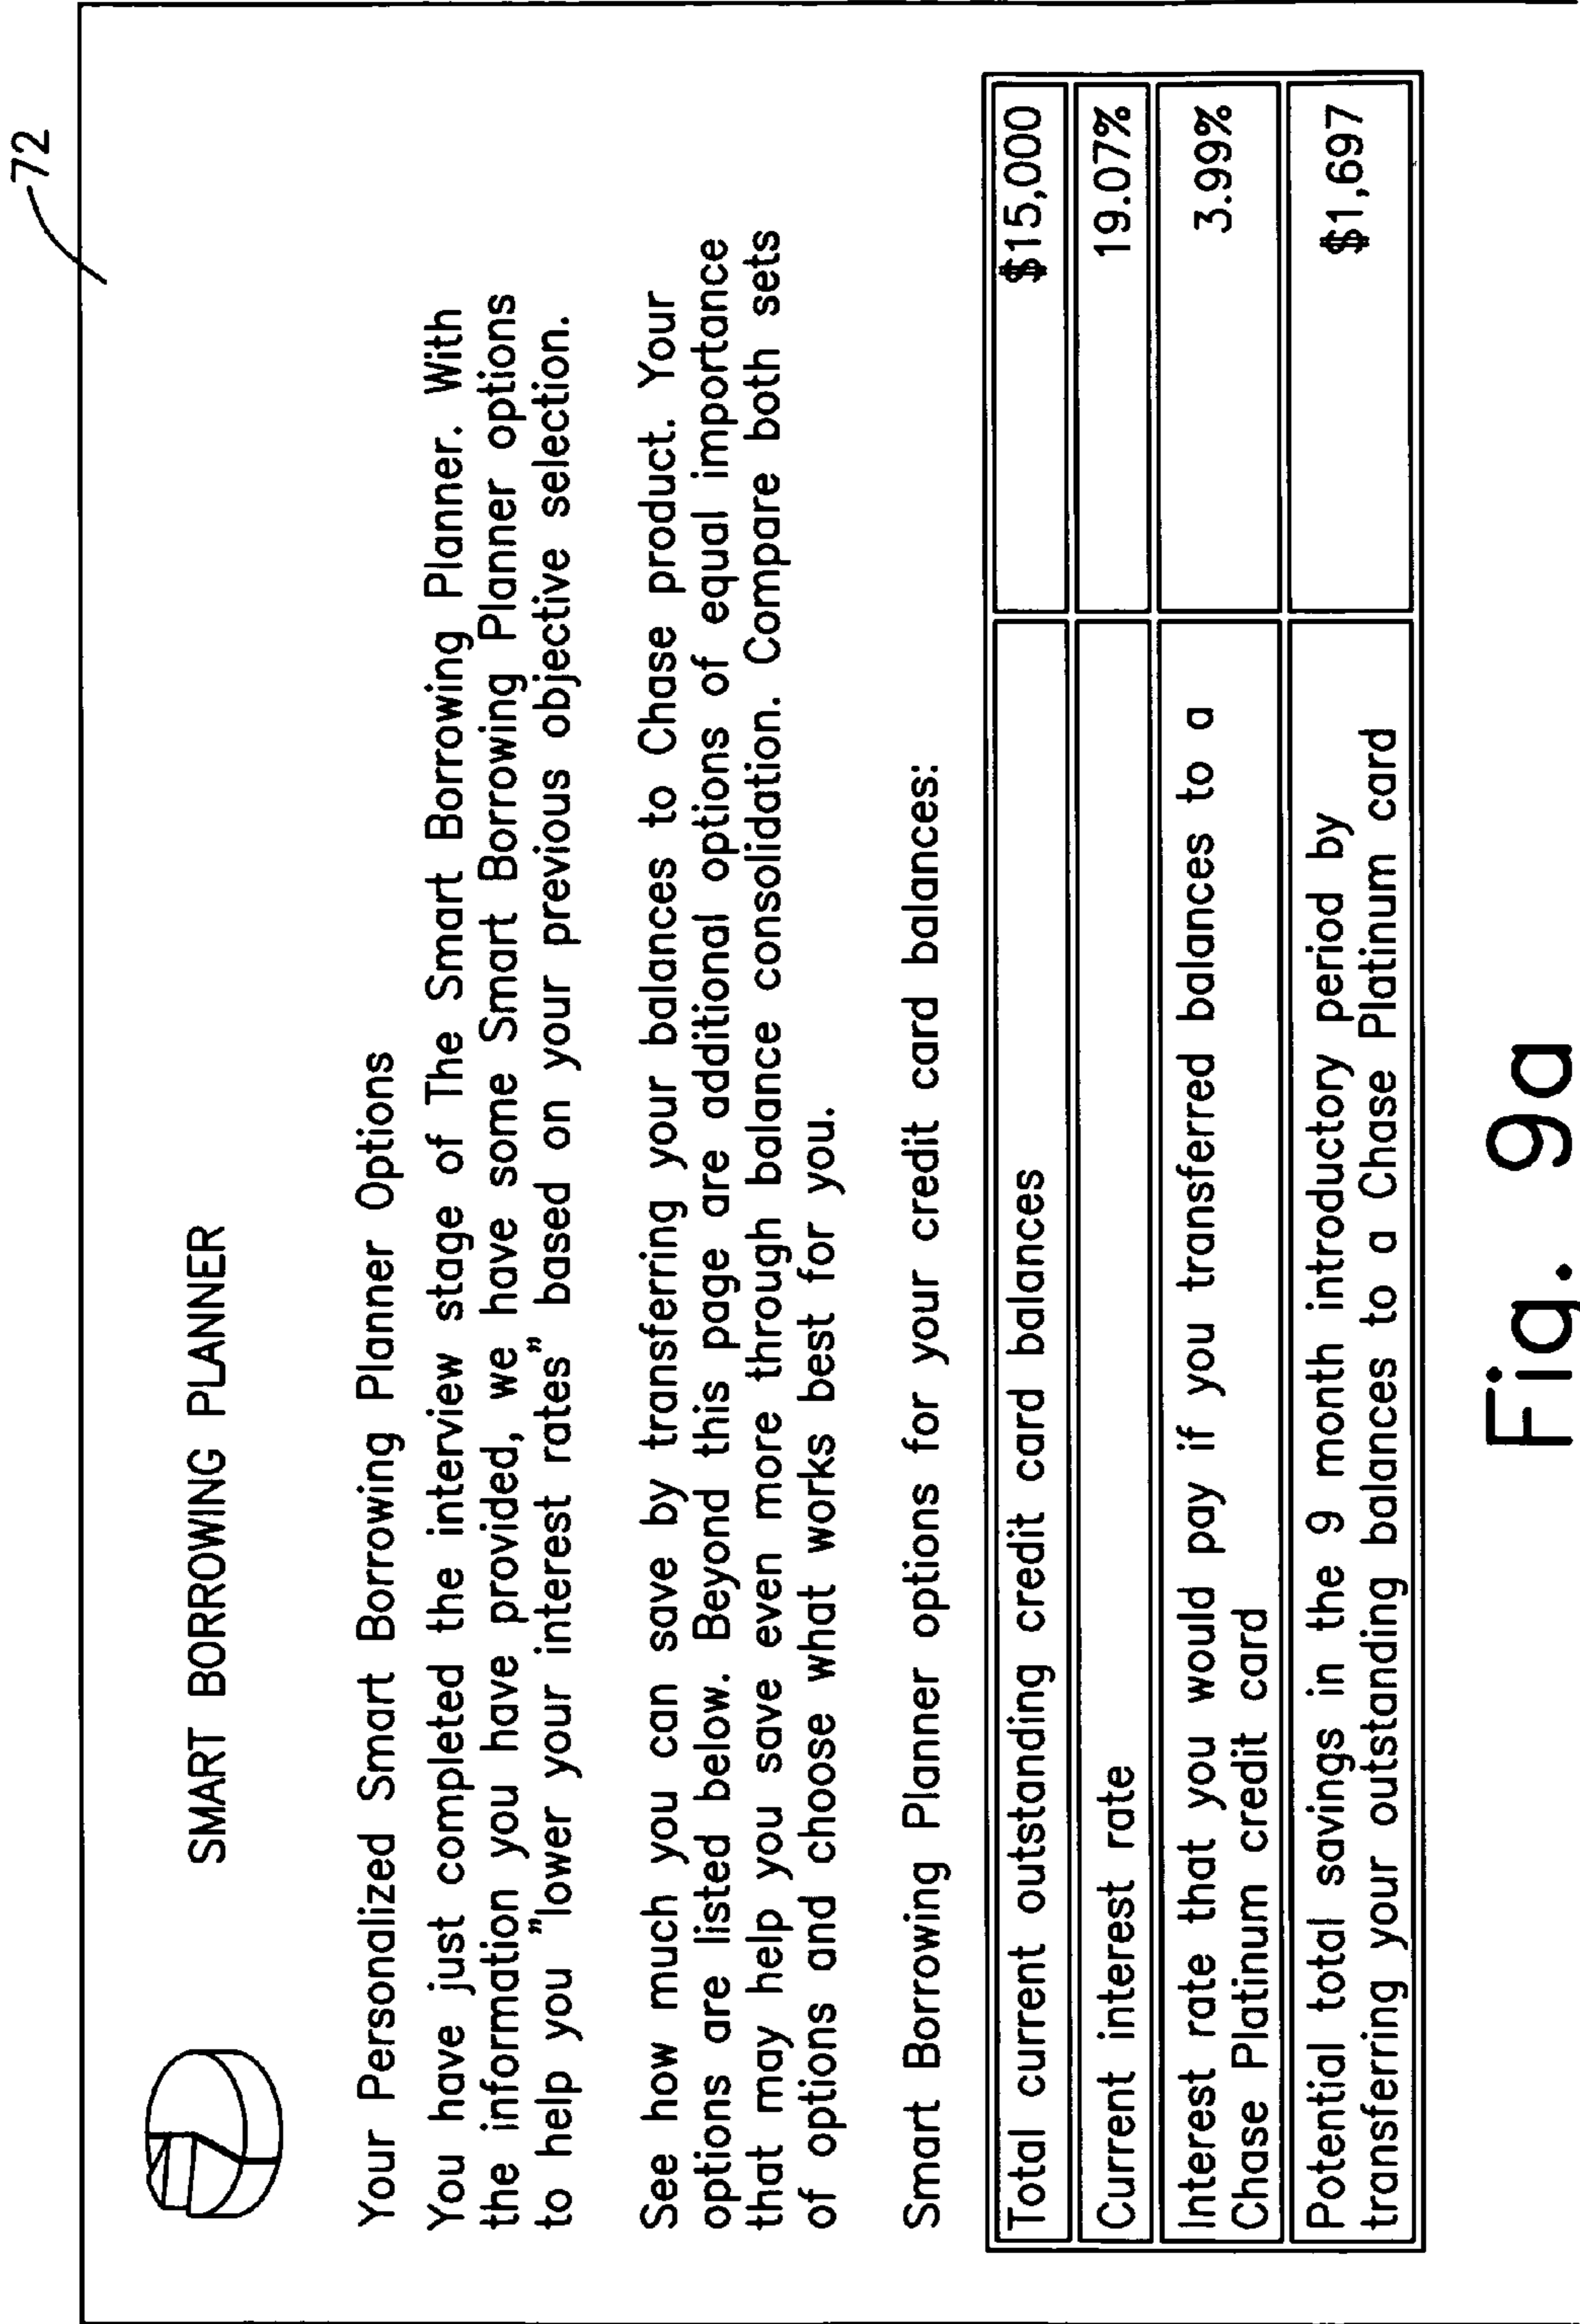 72
SMART BORROWING PLANNER
Your Personalized Smart Borrowing Planner Options
You have just completed the interview stage of The Smart Borrowing Planner. With
the information you have provided, we have some Smart Borrowing Planner options
to help you "lower your interest rates" based on your previous objective selection.
See how much you can save by transferring your balances to Chase product. Your
options are listed below. Beyond this page are additional options of equal importance
that may help you save even more through balance consolidation. Compare both sets
of options and choose what works best for you.
Smart Borrowing Planner options for your credit card balances:
Total current outstanding credit card balances $15,000
Current interest rate 19.07%
Interest rate that you would pay if you transferred balances to a 3.99%
Chase Platinum credit card
Potential total savings in the 9 month introductory period by $1,697
transferring your outstanding balances to a Chase Platinum card
Fig. 9a